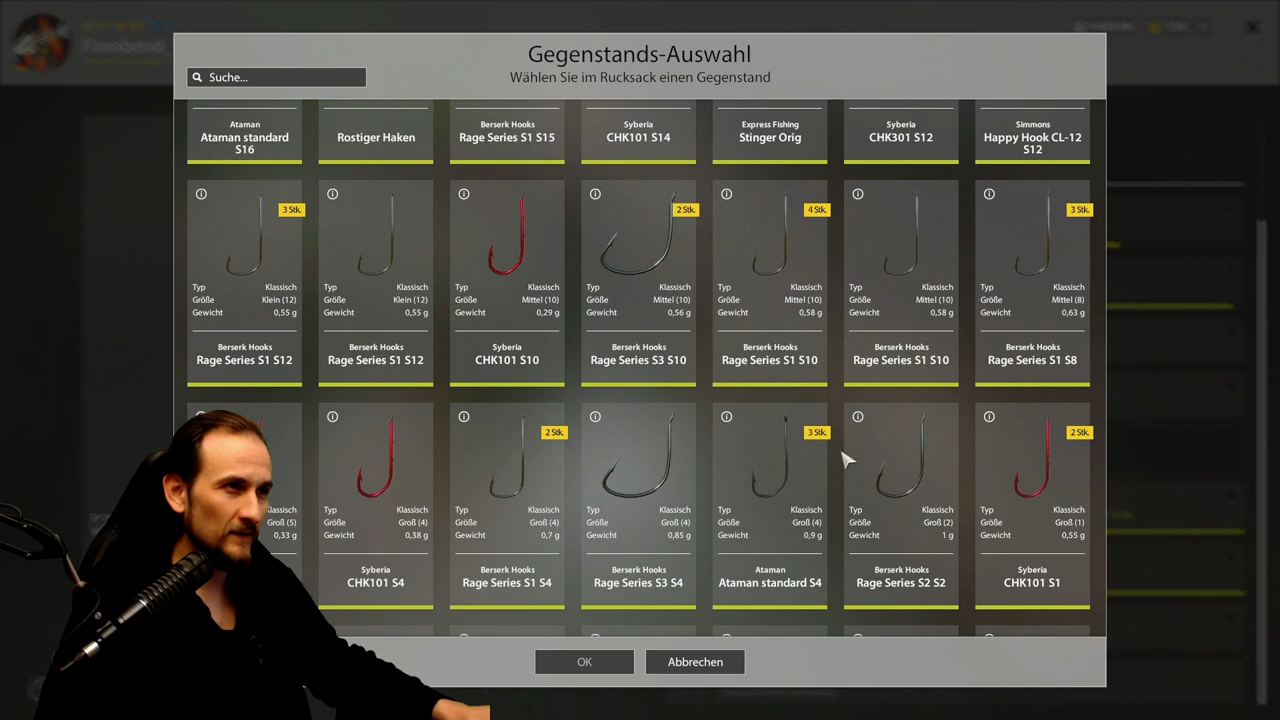 Gegenstands-Auswahl
Suche...
Wählen Sie im Rucksack einen Gegenstand
Ataman
Ataman standard
S16
Rostiger Haken
Berserk Hooks
Rage Series S1 S15
Syberia
CHK101 S14
Express Fishing
Stinger Orig
Syberia
CHK301 S12
Simmons
Happy Hook CL-12
S12
3 Stk.
Typ Klassisch
Größe Klein (12)
Gewicht 0,55 g
Berserk Hooks
Rage Series S1 S12
Typ Klassisch
Größe Klein (12)
Gewicht 0,55 g
Berserk Hooks
Rage Series S1 S12
Typ Klassisch
Größe Mittel (10)
Gewicht 0,29 g
Syberia
CHK101 S10
2 Stk.
Typ Klassisch
Größe Mittel (10)
Gewicht 0,56 g
Berserk Hooks
Rage Series S3 S10
4 Stk.
Typ Klassisch
Größe Mittel (10)
Gewicht 0,58 g
Berserk Hooks
Rage Series S1 S10
Typ Klassisch
Größe Mittel (10)
Gewicht 0,58 g
Berserk Hooks
Rage Series S1 S10
3 Stk.
Typ Klassisch
Größe Mittel (8)
Gewicht 0,63 g
Berserk Hooks
Rage Series S1 S8
Klassisch
Groß (5)
0,33 g
Typ Klassisch
Größe Groß (4)
Gewicht 0,38 g
Syberia
CHK101 S4
2 Stk.
Typ Klassisch
Größe Groß (4)
Gewicht 0,7 g
Berserk Hooks
Rage Series S1 S4
Typ Klassisch
Größe Groß (4)
Gewicht 0,85 g
Berserk Hooks
Rage Series S3 S4
3 Stk.
Typ Klassisch
Größe Groß (4)
Gewicht 0,9 g
Ataman
Ataman standard S4
Typ Klassisch
Größe Groß (2)
Gewicht 1 g
Berserk Hooks
Rage Series S2 S2
2 Stk.
Typ Klassisch
Größe Groß (1)
Gewicht 0,55 g
Syberia
CHK101 S1
OK
Abbrechen